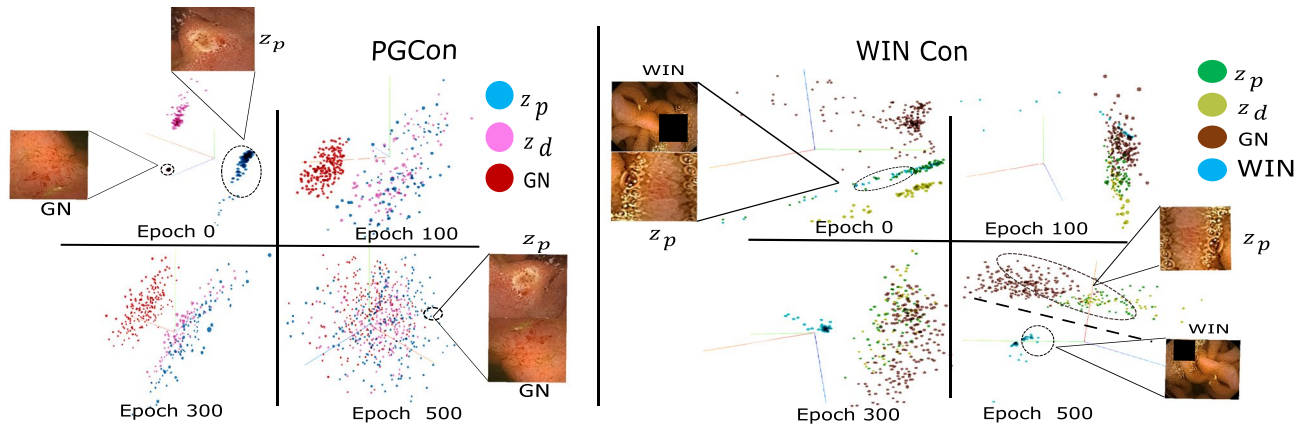 z_p
PGCon
z_p
z_d
GN
GN
Epoch 0
Epoch 100
z_p
GN
Epoch 300
Epoch 500
WIN Con
WIN
z_p
z_p
z_d
GN
WIN
Epoch 0
Epoch 100
z_p
WIN
Epoch 300
Epoch 500